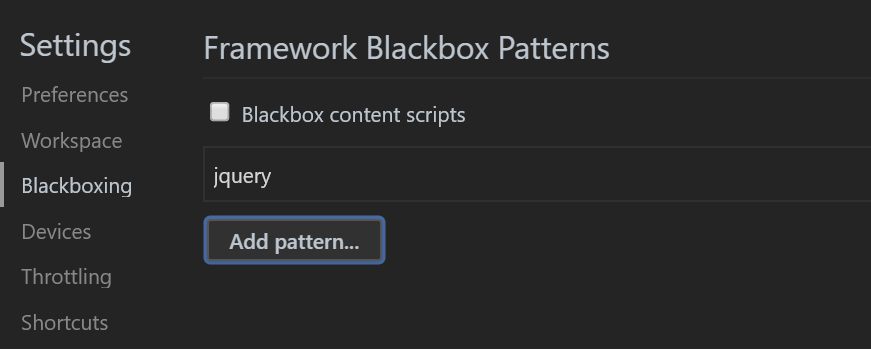 Settings
Preferences
Workspace
Blackboxing
Devices
Throttling
Shortcuts
Framework Blackbox Patterns
Blackbox content scripts
jquery
Add pattern...